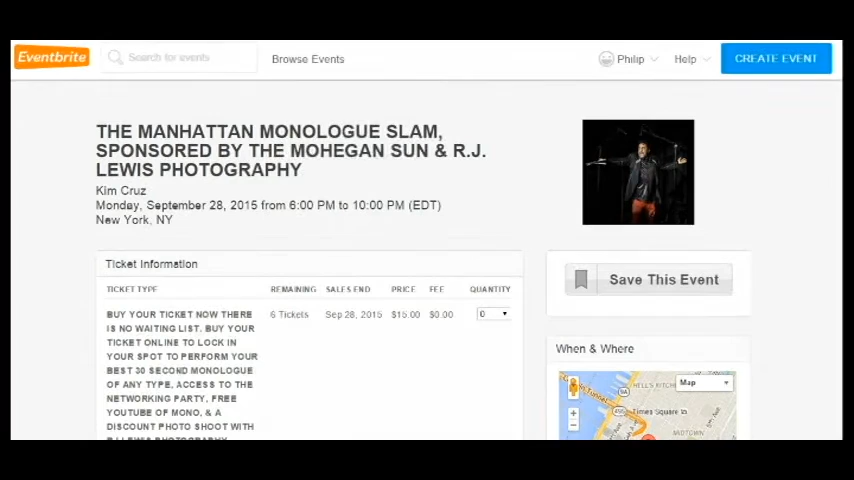 Eventbrite
Search for events
Browse Events
Philip
Help
CREATE EVENT
THE MANHATTAN MONOLOGUE SLAM,
SPONSORED BY THE MOHEGAN SUN & R.J.
LEWIS PHOTOGRAPHY
Kim Cruz
Monday, September 28, 2015 from 6:00 PM to 10:00 PM (EDT)
New York, NY
Ticket Information
TICKET TYPE REMAINING SALES END PRICE FEE QUANTITY
BUY YOUR TICKET NOW THERE 6 Tickets Sep 28, 2015 $15.00 $0.00 0
IS NO WAITING LIST. BUY YOUR
TICKET ONLINE TO LOCK IN
YOUR SPOT TO PERFORM YOUR
BEST 30 SECOND MONOLOGUE
OF ANY TYPE, ACCESS TO THE
NETWORKING PARTY, FREE
YOUTUBE OF MONO, & A
DISCOUNT PHOTO SHOOT WITH
Save This Event
When & Where
Map
HELL'S KITCHEN
9A
495
Times Square
MIDTOWN